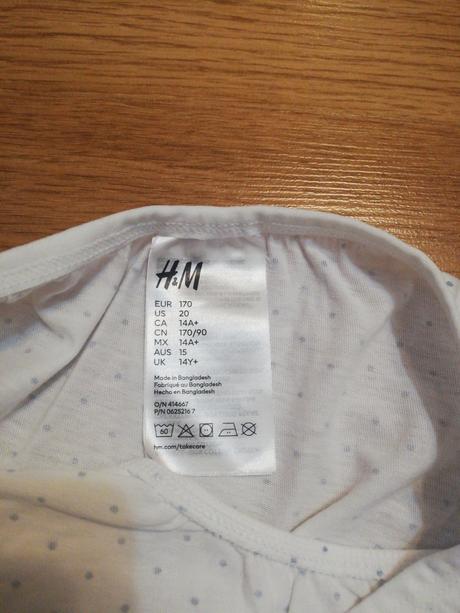 H&M
EUR 170
US 20
CA 14A+
CN 170/90
MX 14A+
AUS 15
UK 14Y+
Made in Bangladesh
Fabriqué au Bangladesh
Hecho en Bangladesh
O/N 414667
P/N 0625216 7
60
hm.com/takecare